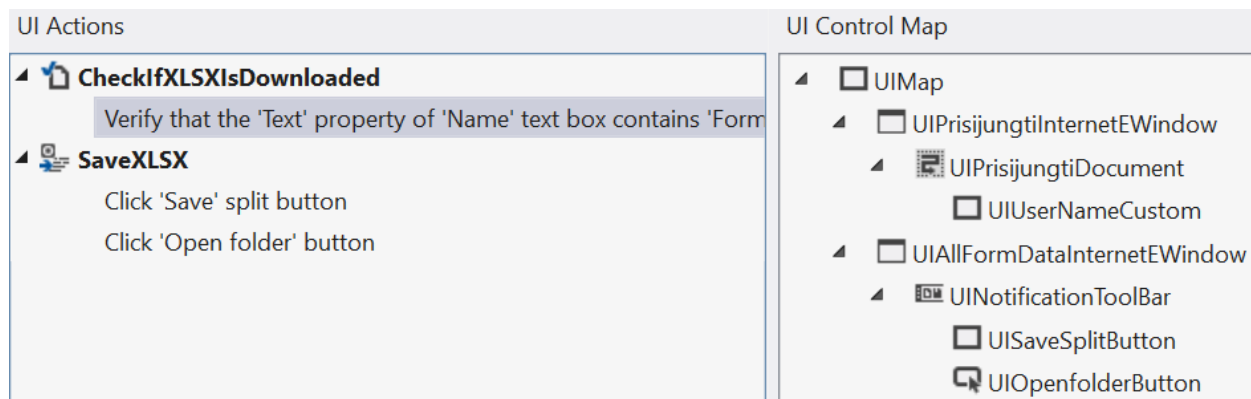 UI Actions
CheckIfXLSXIsDownloaded
Verify that the 'Text' property of 'Name' text box contains 'Form
SaveXLSX
Click 'Save' split button
Click 'Open folder' button
UI Control Map
UIMap
UIPrisijungtiInternetEWindow
UIPrisijungtiDocument
UIUserNameCustom
UIAllFormDataInternetEWindow
UINotificationToolBar
UISaveSplitButton
UIOpenfolderButton